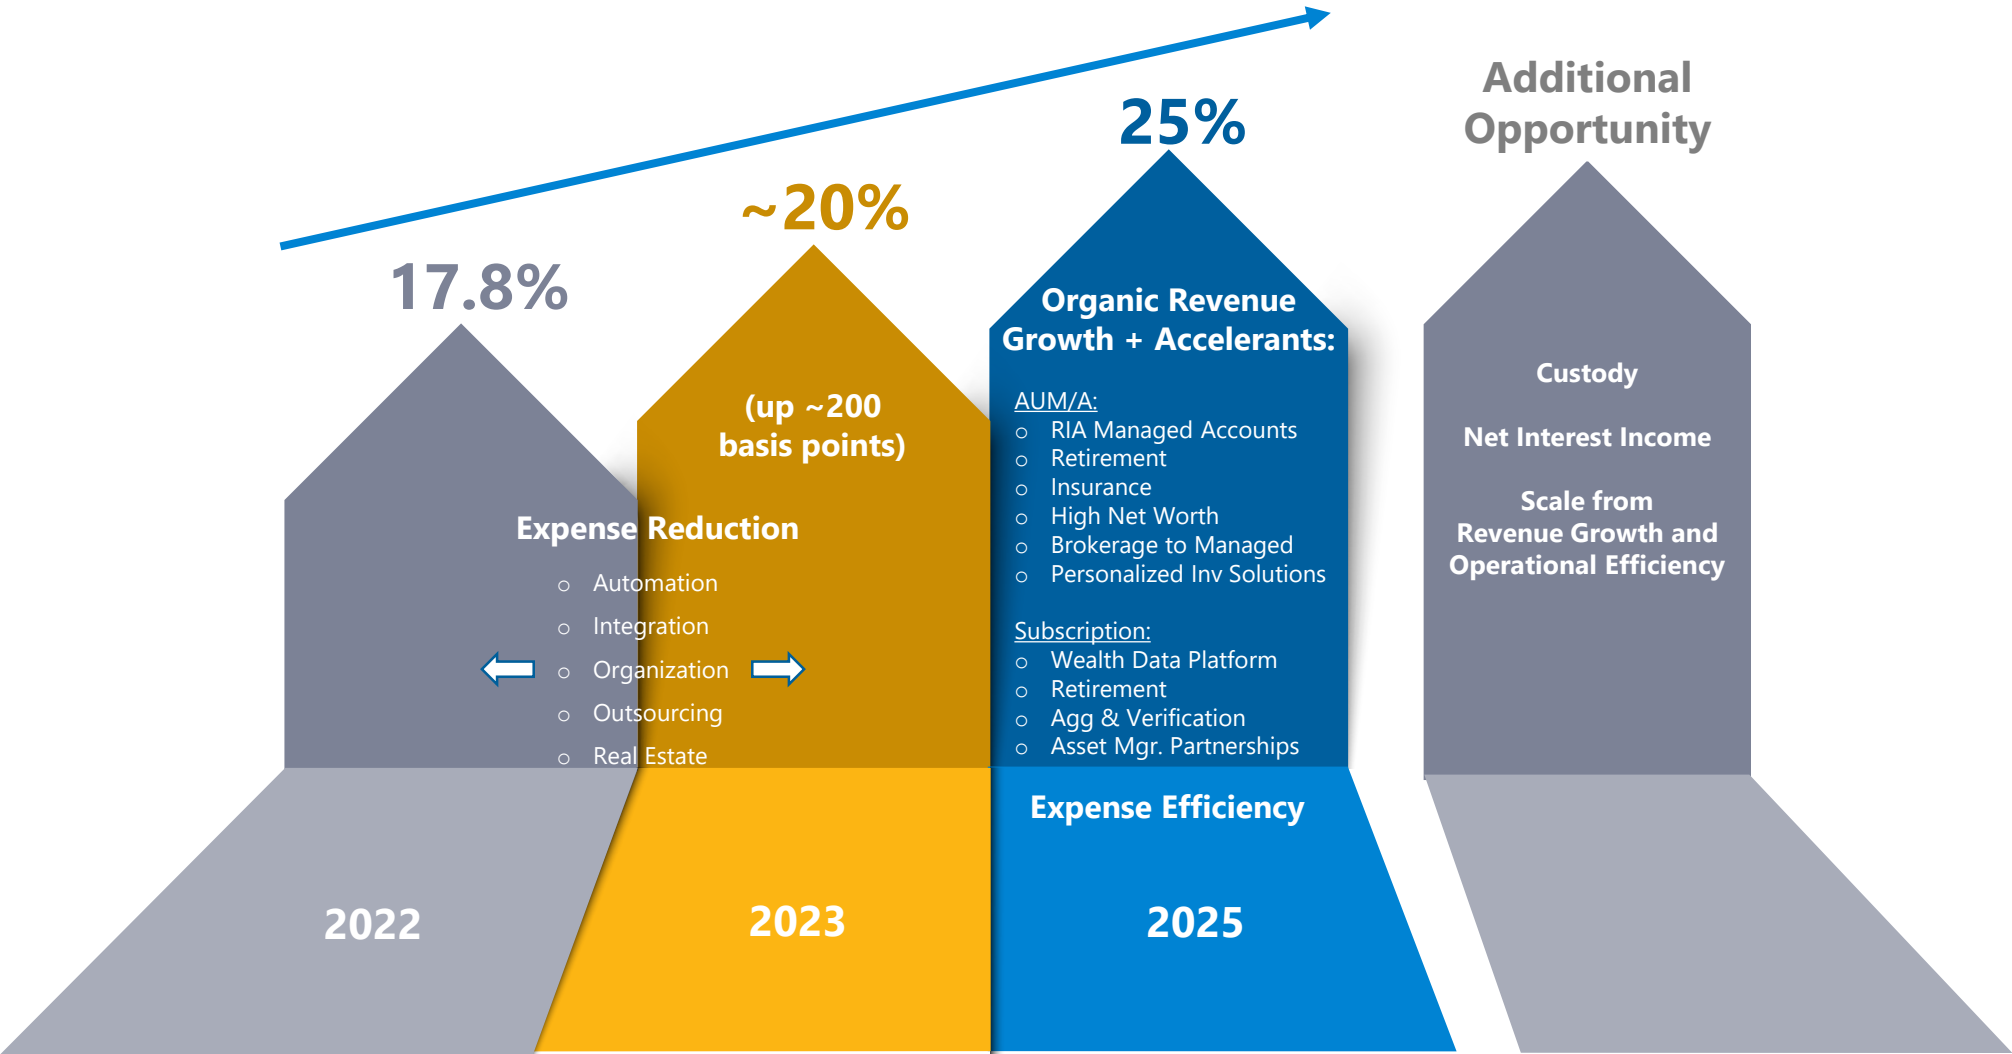 17.8%
~20%
(up ~200
basis points)
Expense Reduction
o Automation
o Integration
o Organization
o Outsourcing
o Real Estate
25%
Organic Revenue
Growth + Accelerants:
AUM/A:
o RIA Managed Accounts
o Retirement
o Insurance
o High Net Worth
o Brokerage to Managed
o Personalized Inv Solutions
Subscription:
o Wealth Data Platform
o Retirement
o Agg & Verification
o Asset Mgr. Partnerships
Expense Efficiency
Additional
Opportunity
Custody
Net Interest Income
Scale from
Revenue Growth and
Operational Efficiency
2022
2023
2025